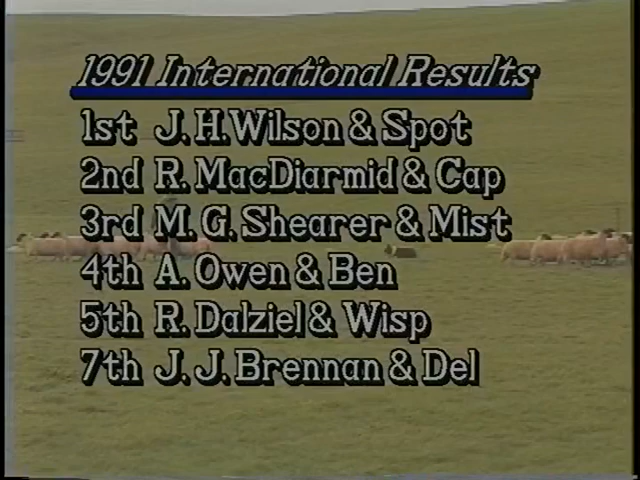 1991 International Results
1st J. H. Wilson & Spot
2nd R. MacDiarmid & Cap
3rd M. G. Shearer & Mist
4th A. Owen & Ben
5th R. Dalziel & Wisp
7th J. J. Brennan & Del